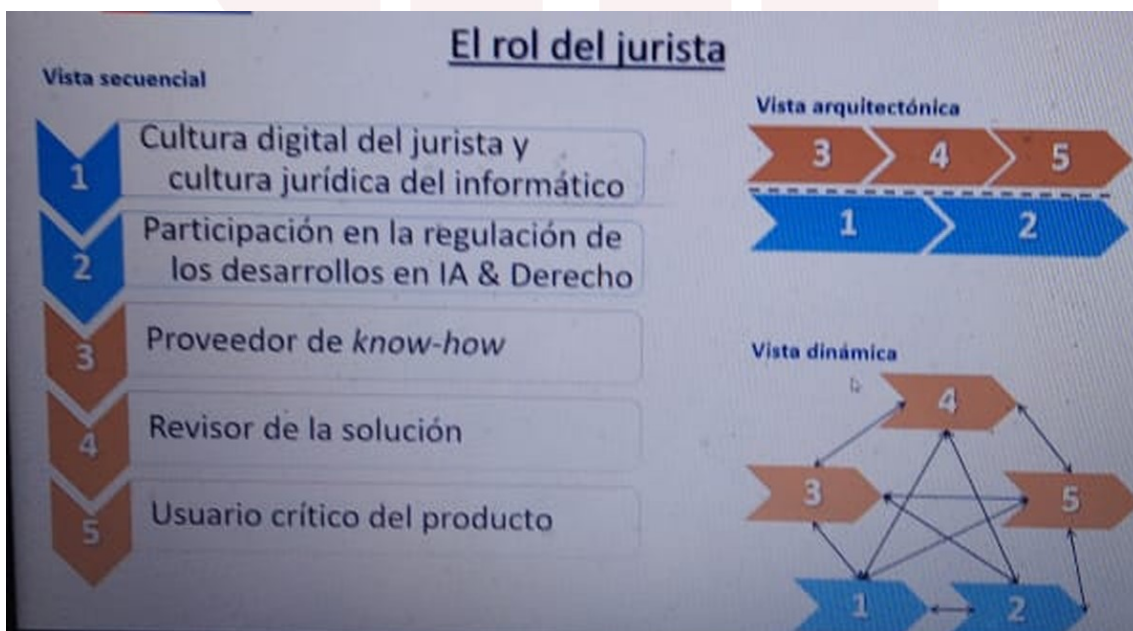 El rol del jurista
Vista secuencial
1
Cultura digital del jurista y
cultura jurídica del informático
2
Participación en la regulación de
los desarrollos en IA & Derecho
3
Proveedor de know-how
4
Revisor de la solución
5
Usuario crítico del producto
Vista arquitectónica
3 4 5
1 2
Vista dinámica
4
3 5
1 2